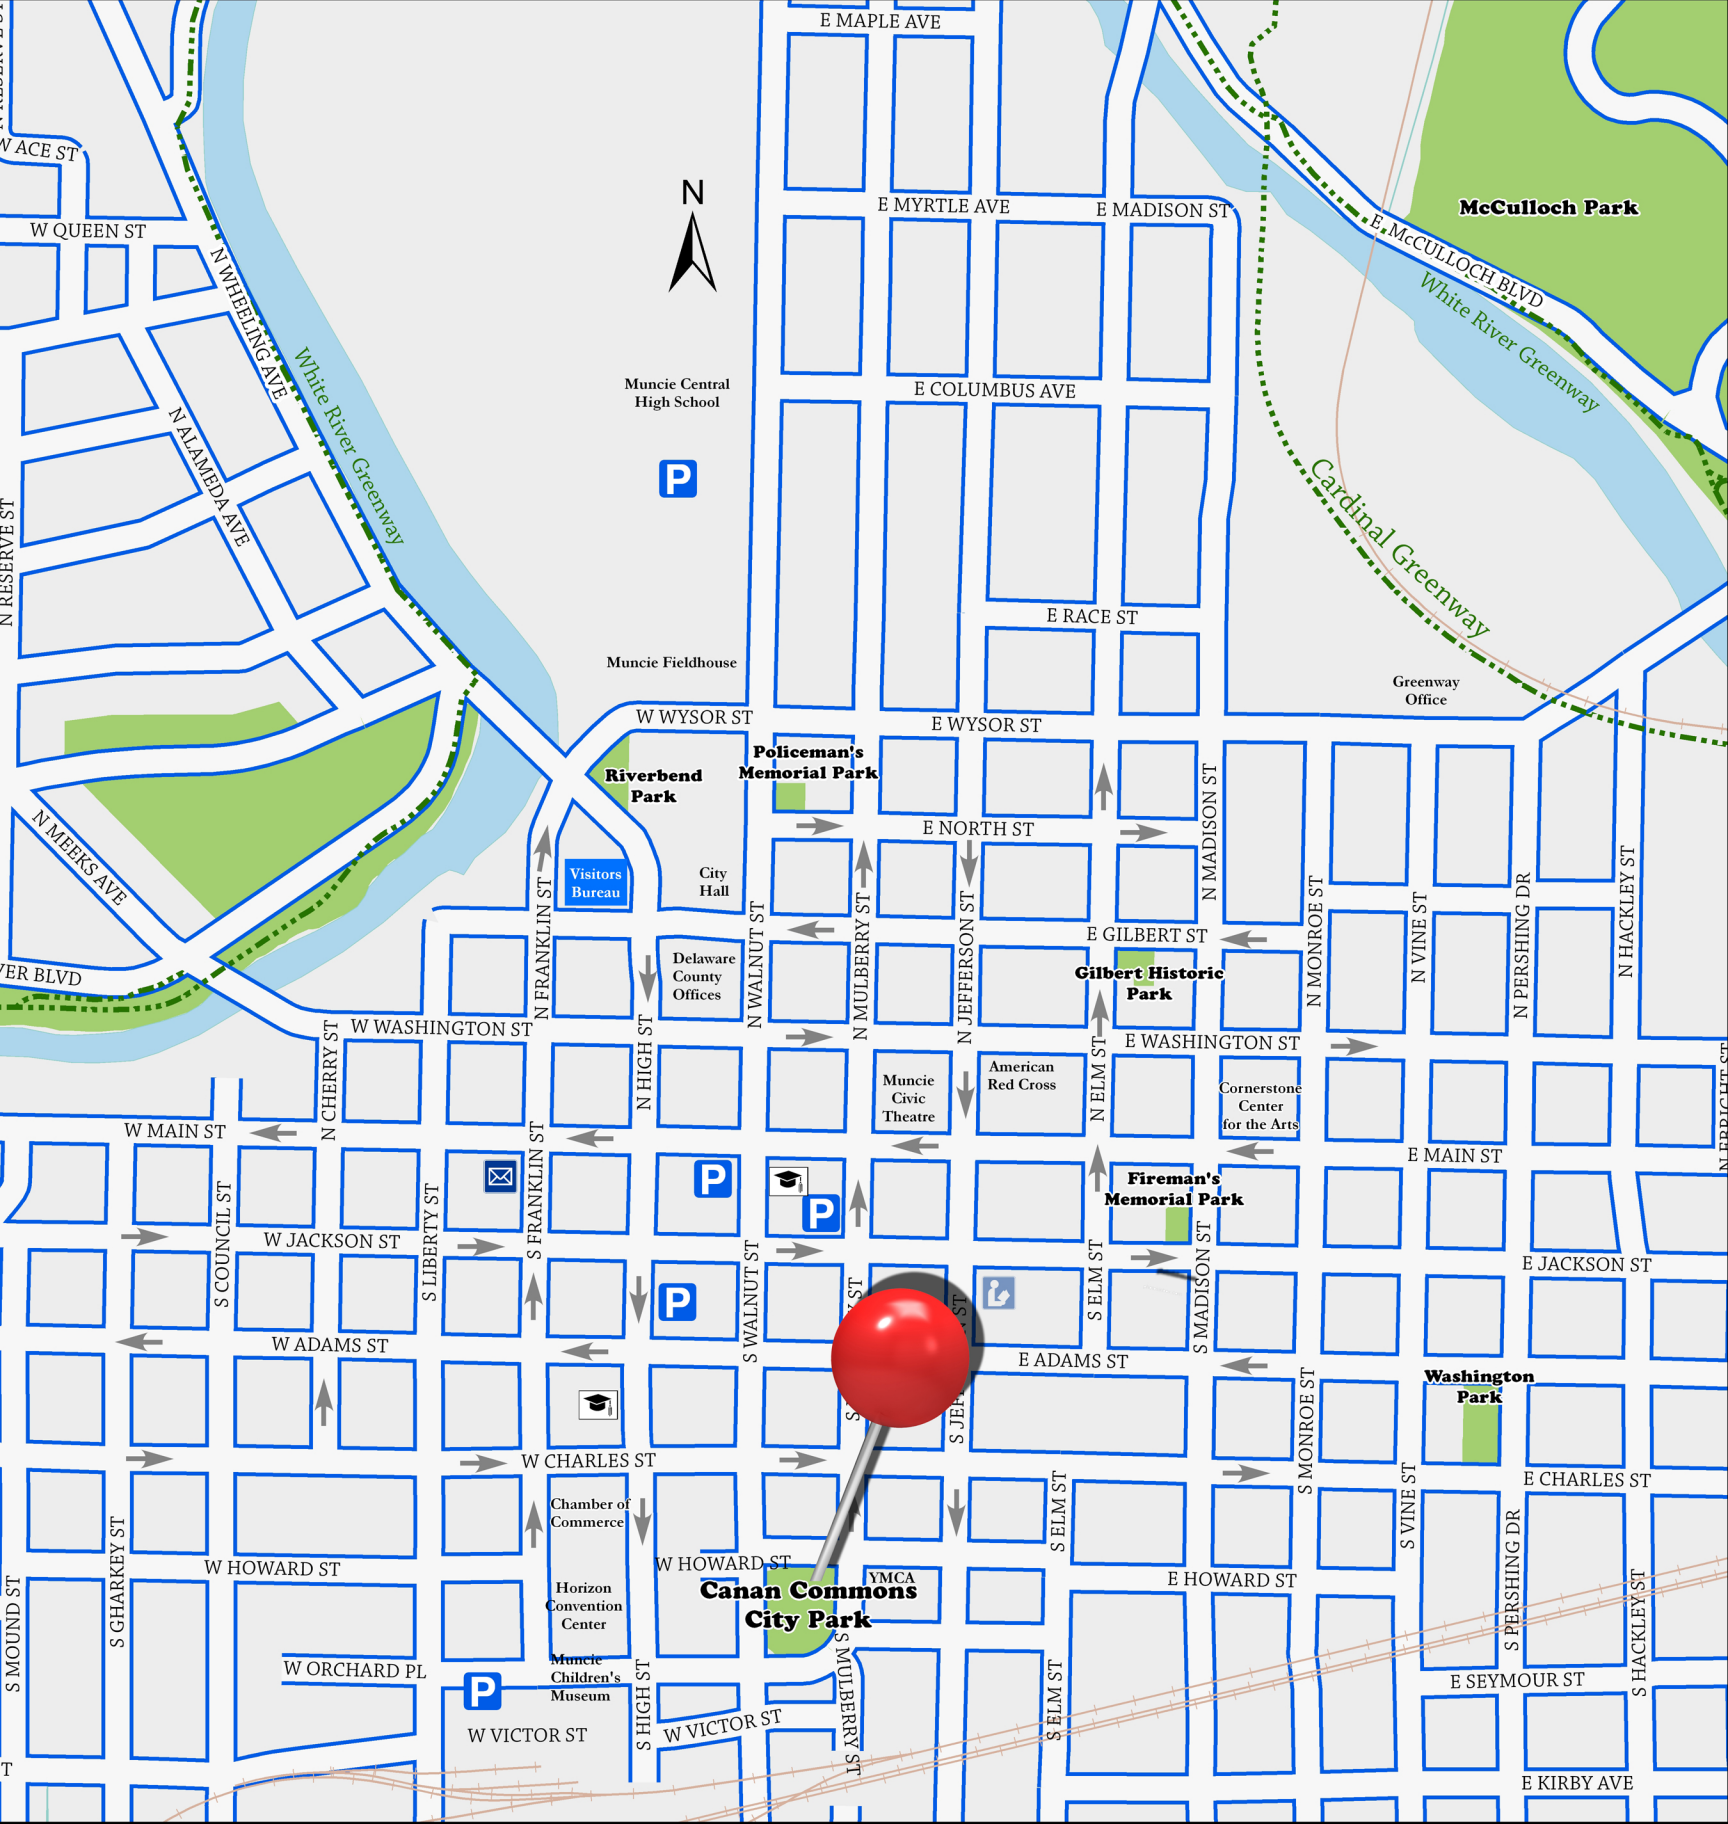 E MAPLE AVE
N RESERVE ST
W ACE ST
N
E MYRTLE AVE
E MADISON ST
McCulloch Park
W QUEEN ST
E. McCULLOCH BLVD
N WHEELING AVE
White River Greenway
White River Greenway
Muncie Central
High School
E COLUMBUS AVE
N ALAMEDA AVE
P
Cardinal Greenway
N RESERVE ST
E RACE ST
Muncie Fieldhouse
Greenway
Office
W WYSOR ST
E WYSOR ST
Policeman's
Memorial Park
Riverbend
Park
N MADISON ST
E NORTH ST
N MEEKS AVE
Visitors
Bureau
City
Hall
N FRANKLIN ST
N WALNUT ST
N MULBERRY ST
N JEFFERSON ST
E GILBERT ST
N MONROE ST
N VINE ST
N PERSHING DR
N HACKLEY ST
VER BLVD
Delaware
County
Offices
Gilbert Historic
Park
N CHERRY ST
W WASHINGTON ST
N HIGH ST
E WASHINGTON ST
N ELM ST
American
Red Cross
Muncie
Civic
Theatre
Cornerstone
Center
for the Arts
N EBRIGHT ST
W MAIN ST
E MAIN ST
P
P
Fireman's
Memorial Park
S COUNCIL ST
W JACKSON ST
S LIBERTY ST
S FRANKLIN ST
S WALNUT ST
S ELM ST
S MADISON ST
E JACKSON ST
P
W ADAMS ST
E ADAMS ST
Washington
Park
S MONROE ST
W CHARLES ST
E CHARLES ST
S GHARKEY ST
Chamber of
Commerce
S ELM ST
S VINE ST
S PERSHING DR
W HOWARD ST
W HOWARD ST
E HOWARD ST
S MOUND ST
Horizon
Convention
Center
Canan Commons
City Park
YMCA
S HACKLEY ST
W ORCHARD PL
Muncie
Children's
Museum
P
S HIGH ST
S MULBERRY ST
S ELM ST
E SEYMOUR ST
W VICTOR ST
W VICTOR ST
E KIRBY AVE